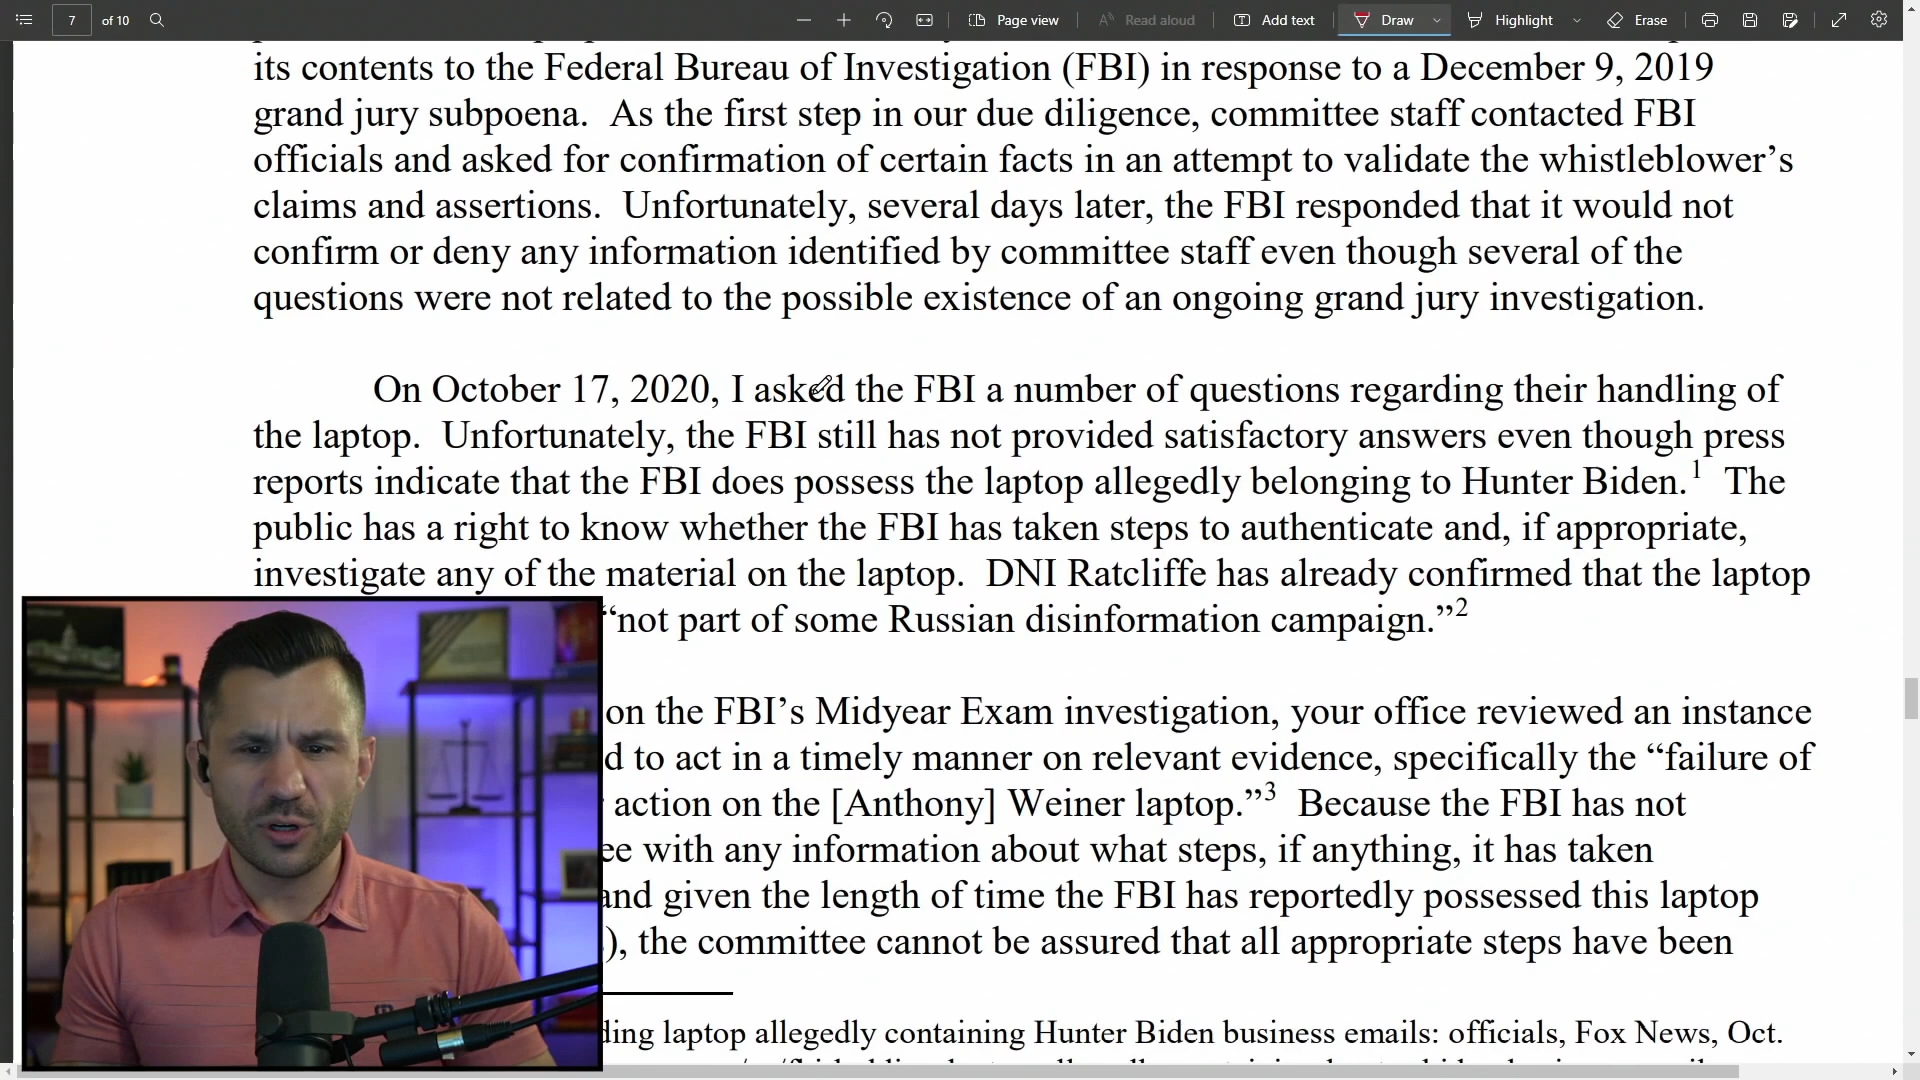 7 of 10 Page view Read aloud Add text Draw Highlight Erase
its contents to the Federal Bureau of Investigation (FBI) in response to a December 9, 2019
grand jury subpoena. As the first step in our due diligence, committee staff contacted FBI
officials and asked for confirmation of certain facts in an attempt to validate the whistleblower’s
claims and assertions. Unfortunately, several days later, the FBI responded that it would not
confirm or deny any information identified by committee staff even though several of the
questions were not related to the possible existence of an ongoing grand jury investigation.
On October 17, 2020, I asked the FBI a number of questions regarding their handling of
the laptop. Unfortunately, the FBI still has not provided satisfactory answers even though press
reports indicate that the FBI does possess the laptop allegedly belonging to Hunter Biden.1 The
public has a right to know whether the FBI has taken steps to authenticate and, if appropriate,
investigate any of the material on the laptop. DNI Ratcliffe has already confirmed that the laptop
“not part of some Russian disinformation campaign.”2
on the FBI’s Midyear Exam investigation, your office reviewed an instance
d to act in a timely manner on relevant evidence, specifically the “failure of
action on the [Anthony] Weiner laptop.”3 Because the FBI has not
ee with any information about what steps, if anything, it has taken
and given the length of time the FBI has reportedly possessed this laptop
), the committee cannot be assured that all appropriate steps have been
ding laptop allegedly containing Hunter Biden business emails: officials, Fox News, Oct.